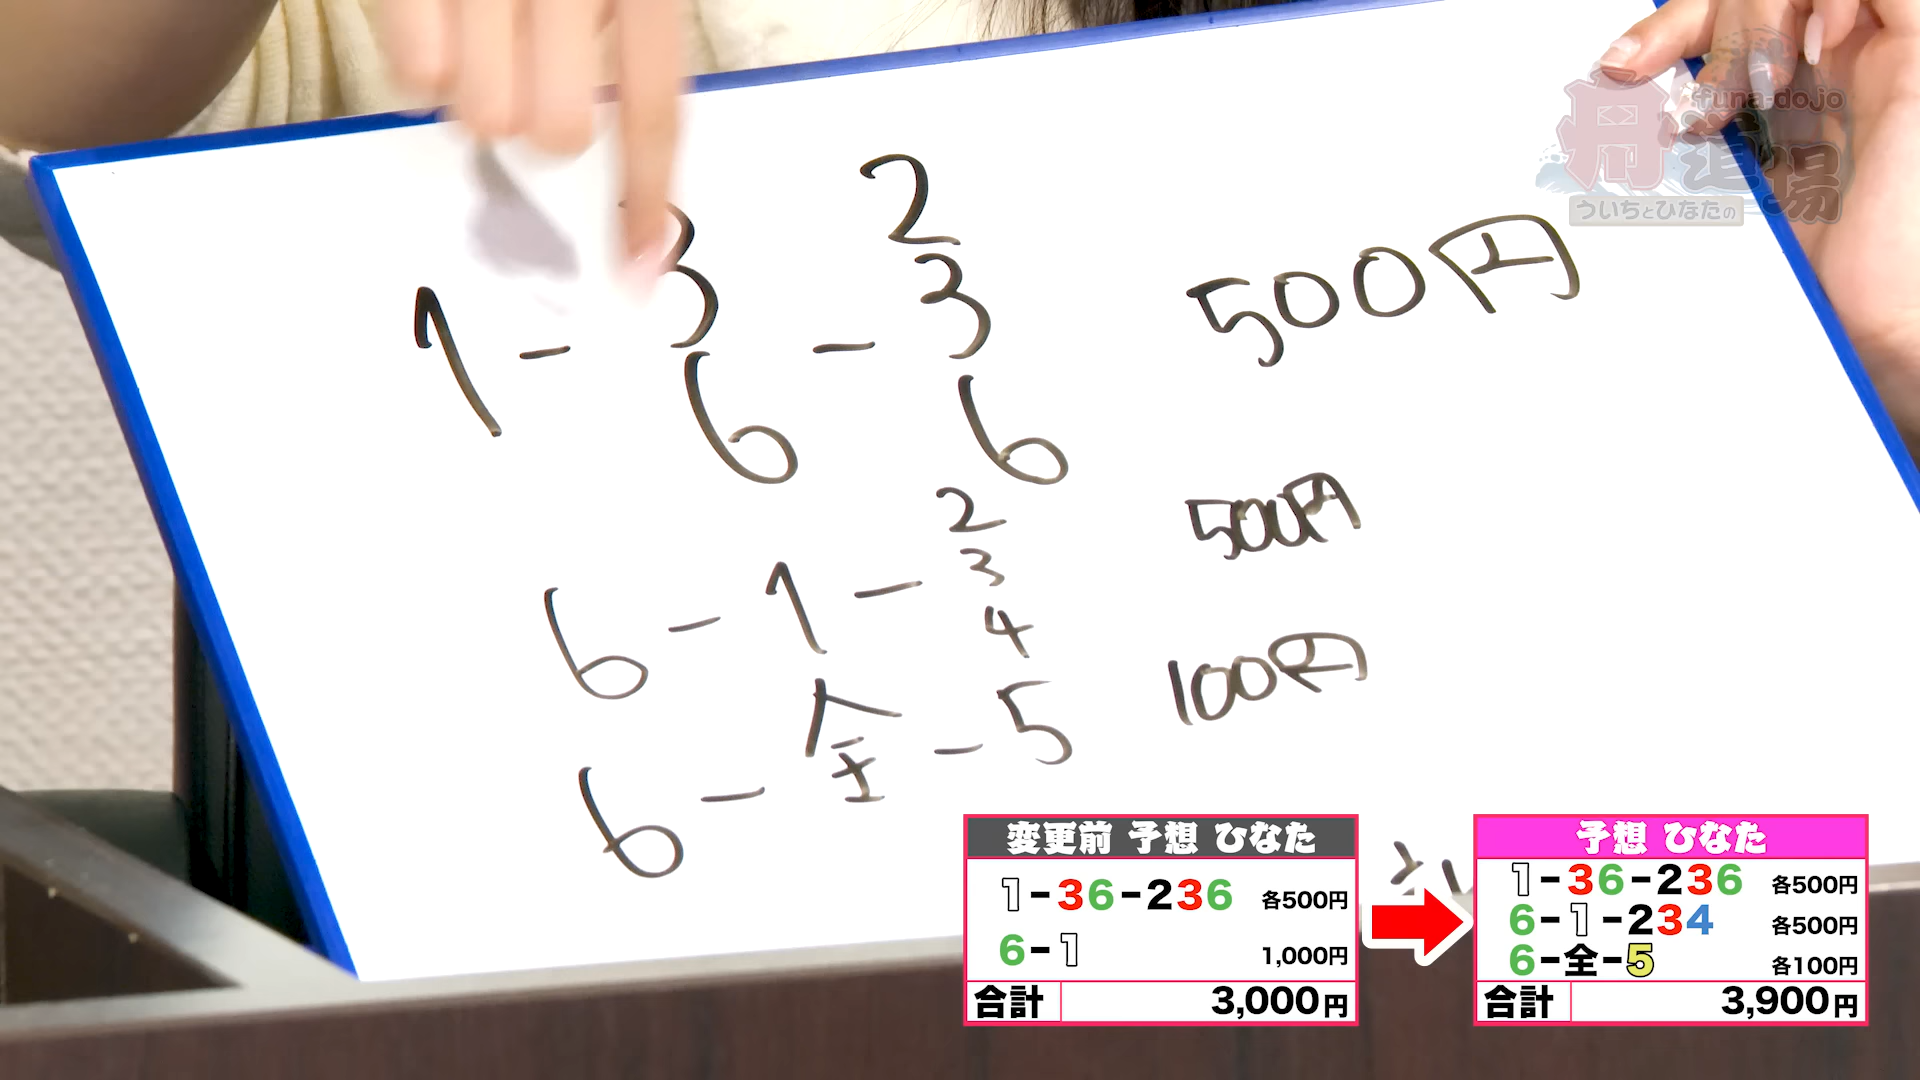 funa-dojo
舟道場
ういちとひなたの
2
1 - 3 - 3 500円
6 6
2
3 500円
6 - 1 - 4
6 - 全 - 5 100円
変更前 予想 ひなた
1-36-236 各500円
6-1 1,000円
合計 3,000円
予想 ひなた
1-36-236 各500円
6-1-234 各500円
6-全-5 各100円
合計 3,900円